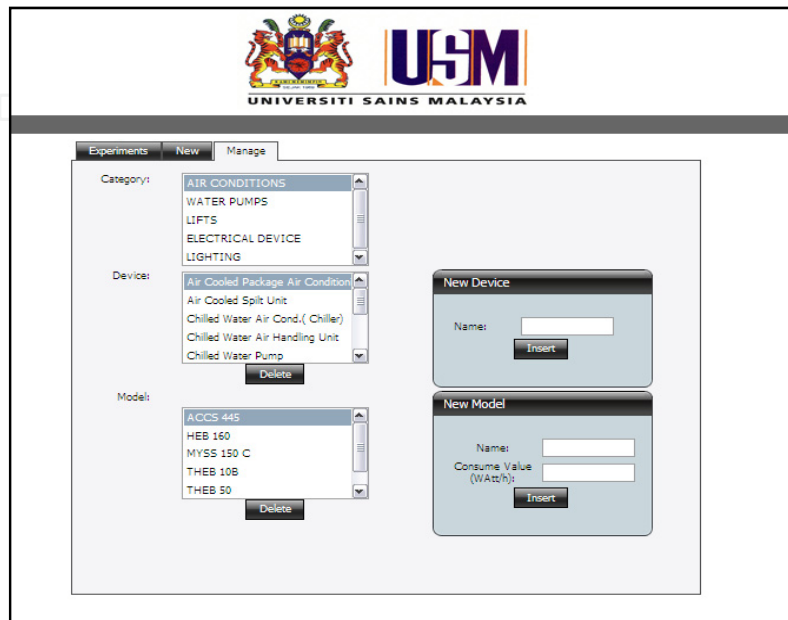 USM
UNIVERSITI SAINS MALAYSIA
Experiments New Manage
Category:
AIR CONDITIONS
WATER PUMPS
LIFTS
ELECTRICAL DEVICE
LIGHTING
Device:
Air Cooled Package Air Condition
Air Cooled Spilt Unit
Chilled Water Air Cond.( Chiller)
Chilled Water Air Handling Unit
Chilled Water Pump
Delete
New Device
Name:
Insert
Model:
ACCS 445
HEB 160
MYSS 150 C
THEB 10B
THEB 50
Delete
New Model
Name:
Consume Value
(WAtt/h):
Insert